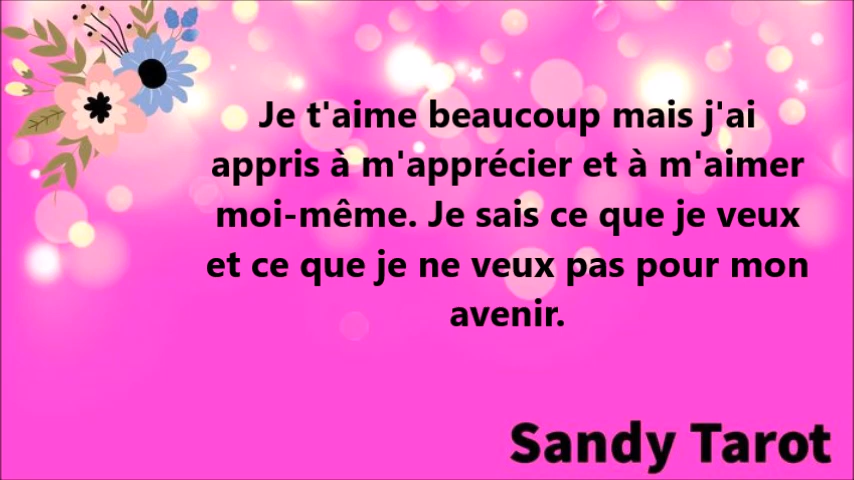 Je t'aime beaucoup mais j'ai
appris à m'apprécier et à m'aimer
moi-même. Je sais ce que je veux
et ce que je ne veux pas pour mon
avenir.
Sandy Tarot